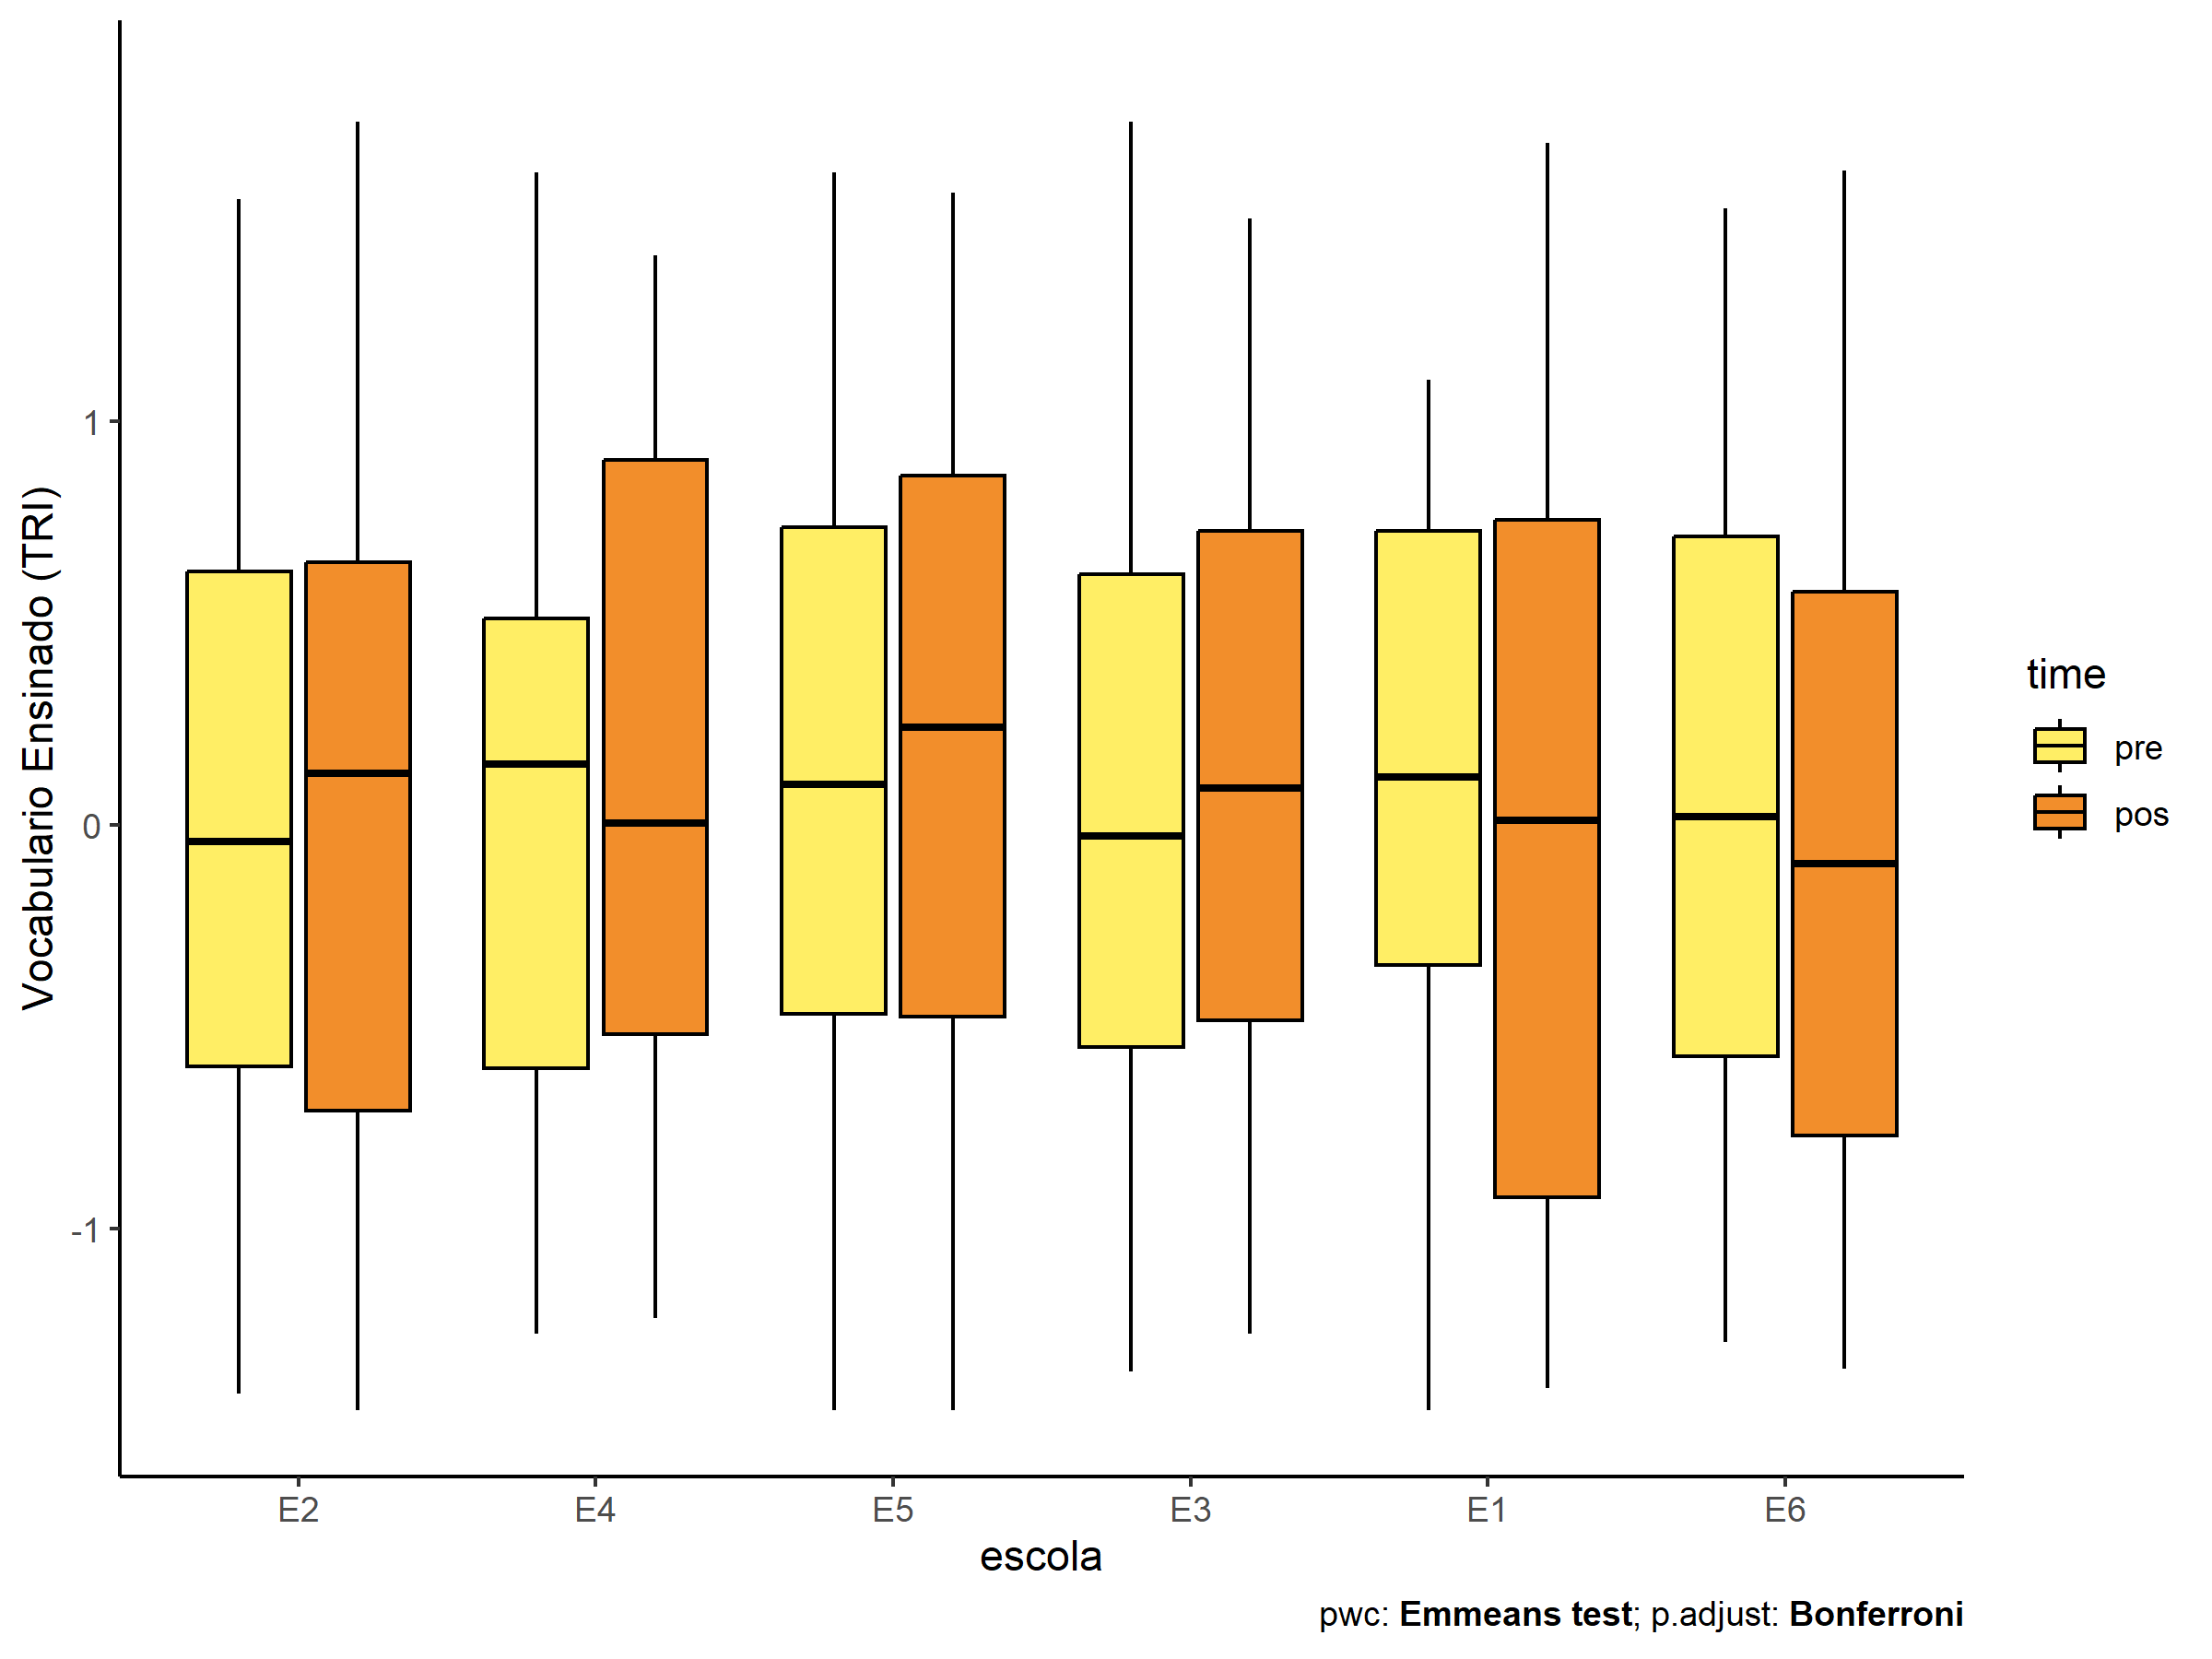 Vocabulario Ensinado (TRI)
1
0
-1
E2 E4 E5 E3 E1 E6
escola
time
pre
pos
pwc: Emmeans test; p.adjust: Bonferroni